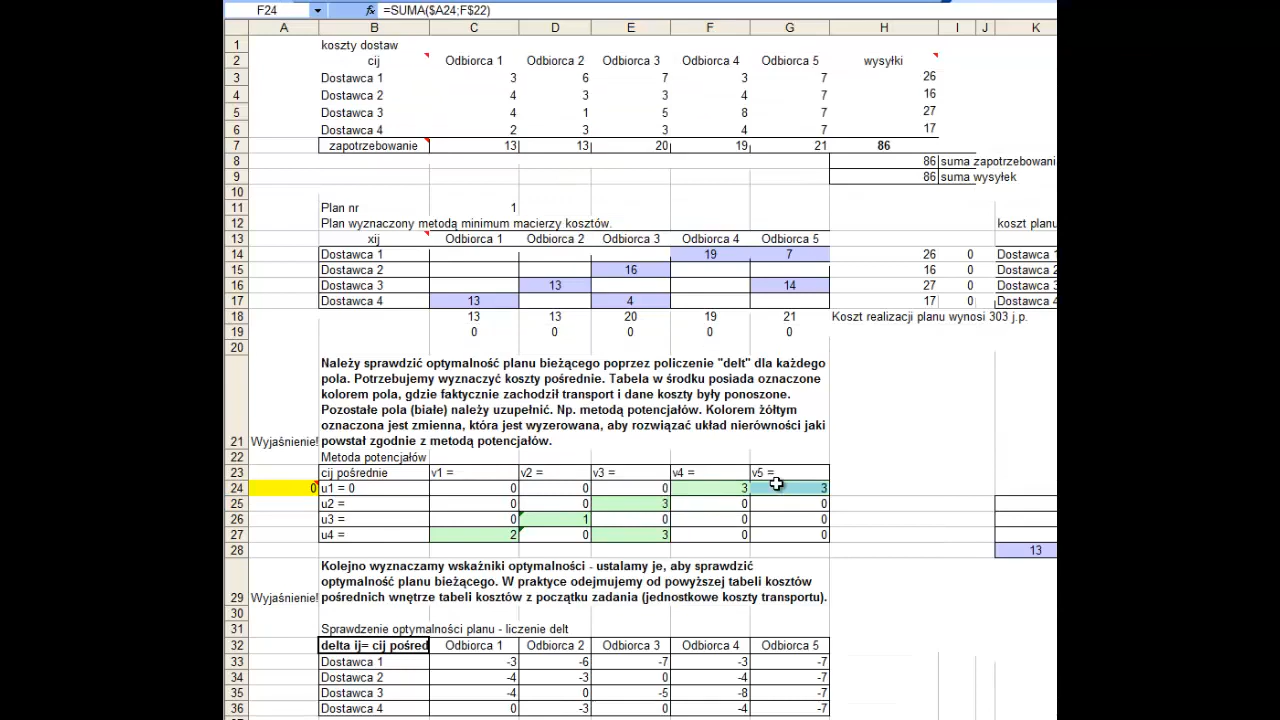 F24 fx =SUMA($A24;F$22)
A B C D E F G H I J K
1 koszty dostaw
2 cij Odbiorca 1 Odbiorca 2 Odbiorca 3 Odbiorca 4 Odbiorca 5 wysyłki
3 Dostawca 1 3 6 7 3 7 26
4 Dostawca 2 4 3 3 4 7 16
5 Dostawca 3 4 1 5 8 7 27
6 Dostawca 4 2 3 3 4 7 17
7 zapotrzebowanie 13 13 20 19 21 86
8 86 suma zapotrzebowani
9 86 suma wysyłek
10
11 Plan nr 1
12 Plan wyznaczony metodą minimum macierzy kosztów. koszt planu
13 xij Odbiorca 1 Odbiorca 2 Odbiorca 3 Odbiorca 4 Odbiorca 5
14 Dostawca 1 19 7 26 0 Dostawca 1
15 Dostawca 2 16 16 0 Dostawca 2
16 Dostawca 3 13 14 27 0 Dostawca 3
17 Dostawca 4 13 4 17 0 Dostawca 4
18 13 13 20 19 21 Koszt realizacji planu wynosi 303 j.p.
19 0 0 0 0 0
20
Należy sprawdzić optymalność planu bieżącego poprzez policzenie "delt" dla każdego
pola. Potrzebujemy wyznaczyć koszty pośrednie. Tabela w środku posiada oznaczone
kolorem pola, gdzie faktycznie zachodził transport i dane koszty były ponoszone.
Pozostałe pola (białe) należy uzupełnić. Np. metodą potencjałów. Kolorem żółtym
oznaczona jest zmienna, która jest wyzerowana, aby rozwiązać układ nierówności jaki
21 Wyjaśnienie! powstał zgodnie z metodą potencjałów.
22 Metoda potencjałów
23 cij pośrednie v1 = v2 = v3 = v4 = v5 =
24 0 u1 = 0 0 0 0 3 3
25 u2 = 0 0 3 0 0
26 u3 = 0 1 0 0 0
27 u4 = 2 0 3 0 0
28 13
Kolejno wyznaczamy wskaźniki optymalności - ustalamy je, aby sprawdzić
optymalność planu bieżącego. W praktyce odejmujemy od powyższej tabeli kosztów
29 Wyjaśnienie! pośrednich wnętrze tabeli kosztów z początku zadania (jednostkowe koszty transportu).
30
31 Sprawdzenie optymalności planu - liczenie delt
32 delta ij= cij pośred Odbiorca 1 Odbiorca 2 Odbiorca 3 Odbiorca 4 Odbiorca 5
33 Dostawca 1 -3 -6 -7 -3 -7
34 Dostawca 2 -4 -3 0 -4 -7
35 Dostawca 3 -4 0 -5 -8 -7
36 Dostawca 4 0 -3 0 -4 -7